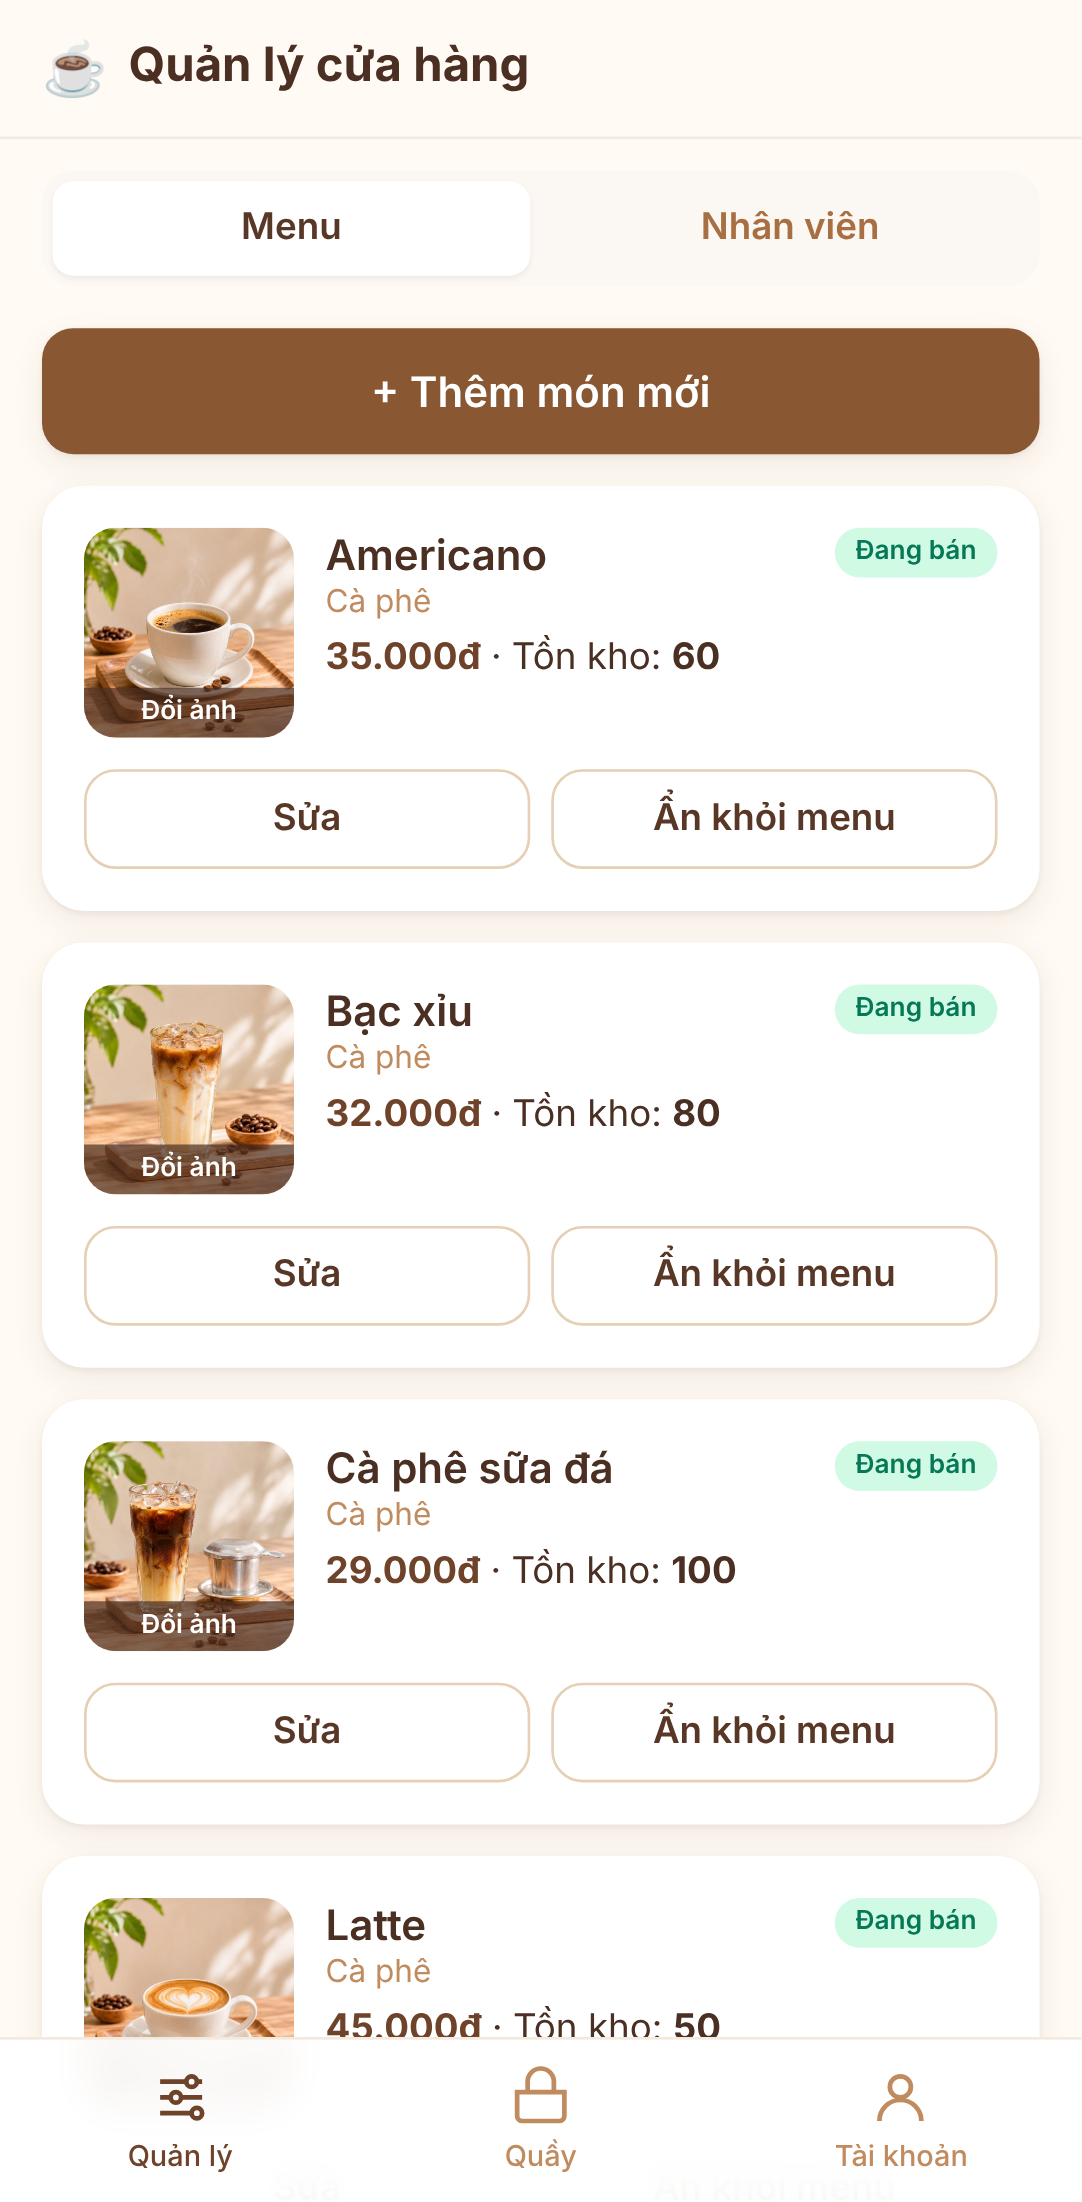 Quản lý cửa hàng
Menu
Nhân viên
+ Thêm món mới
Americano
Đang bán
Cà phê
35.000đ · Tồn kho: 60
Đổi ảnh
Sửa
Ẩn khỏi menu
Bạc xỉu
Đang bán
Cà phê
32.000đ · Tồn kho: 80
Đổi ảnh
Sửa
Ẩn khỏi menu
Cà phê sữa đá
Đang bán
Cà phê
29.000đ · Tồn kho: 100
Đổi ảnh
Sửa
Ẩn khỏi menu
Latte
Đang bán
Cà phê
45.000đ · Tồn kho: 50
Sửa
Ẩn khỏi menu
Quản lý
Quầy
Tài khoản